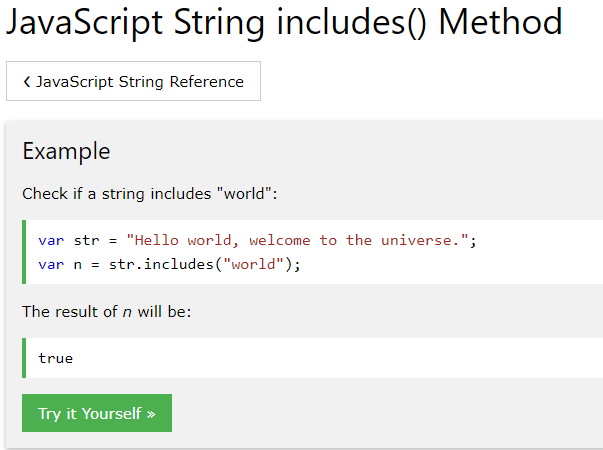 JavaScript String includes() Method
❮ JavaScript String Reference
Example
Check if a string includes "world":
var str = "Hello world, welcome to the universe.";
var n = str.includes("world");
The result of n will be:
true
Try it Yourself »